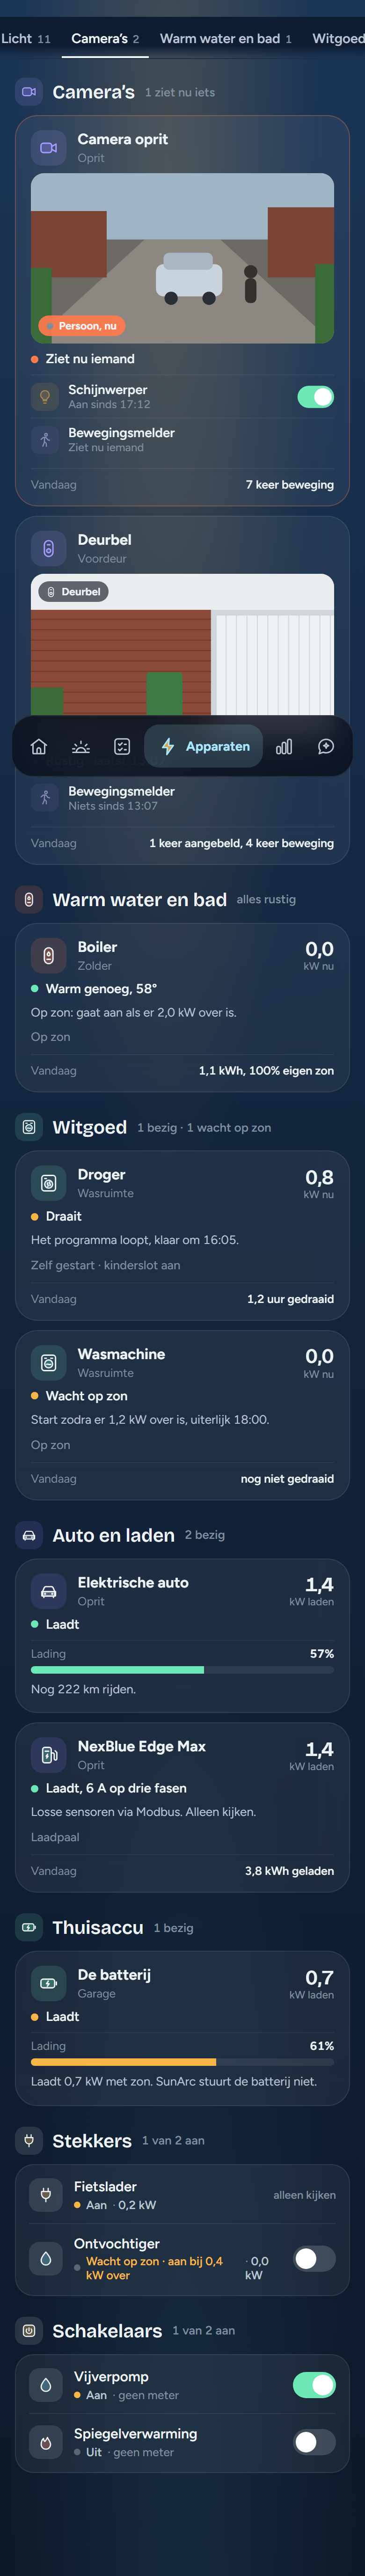 Licht 11 Camera's 2 Warm water en bad 1 Witgoed
Camera's 1 ziet nu iets
Camera oprit
Oprit
Persoon, nu
Ziet nu iemand
Schijnwerper
Aan sinds 17:12
Bewegingsmelder
Ziet nu iemand
Vandaag 7 keer beweging
Deurbel
Voordeur
Deurbel
Apparaten
Bewegingsmelder
Niets sinds 13:07
Vandaag 1 keer aangebeld, 4 keer beweging
Warm water en bad alles rustig
Boiler 0,0
Zolder kW nu
Warm genoeg, 58°
Op zon: gaat aan als er 2,0 kW over is.
Op zon
Vandaag 1,1 kWh, 100% eigen zon
Witgoed 1 bezig · 1 wacht op zon
Droger 0,8
Wasruimte kW nu
Draait
Het programma loopt, klaar om 16:05.
Zelf gestart · kinderslot aan
Vandaag 1,2 uur gedraaid
Wasmachine 0,0
Wasruimte kW nu
Wacht op zon
Start zodra er 1,2 kW over is, uiterlijk 18:00.
Op zon
Vandaag nog niet gedraaid
Auto en laden 2 bezig
Elektrische auto 1,4
Oprit kW laden
Laadt
Lading 57%
Nog 222 km rijden.
NexBlue Edge Max 1,4
Oprit kW laden
Laadt, 6 A op drie fasen
Losse sensoren via Modbus. Alleen kijken.
Laadpaal
Vandaag 3,8 kWh geladen
Thuisaccu 1 bezig
De batterij 0,7
Garage kW laden
Laadt
Lading 61%
Laadt 0,7 kW met zon. SunArc stuurt de batterij niet.
Stekkers 1 van 2 aan
Fietslader
Aan · 0,2 kW alleen kijken
Ontvochtiger
Wacht op zon · aan bij 0,4 · 0,0
kW over kW
Schakelaars 1 van 2 aan
Vijverpomp
Aan · geen meter
Spiegelverwarming
Uit · geen meter